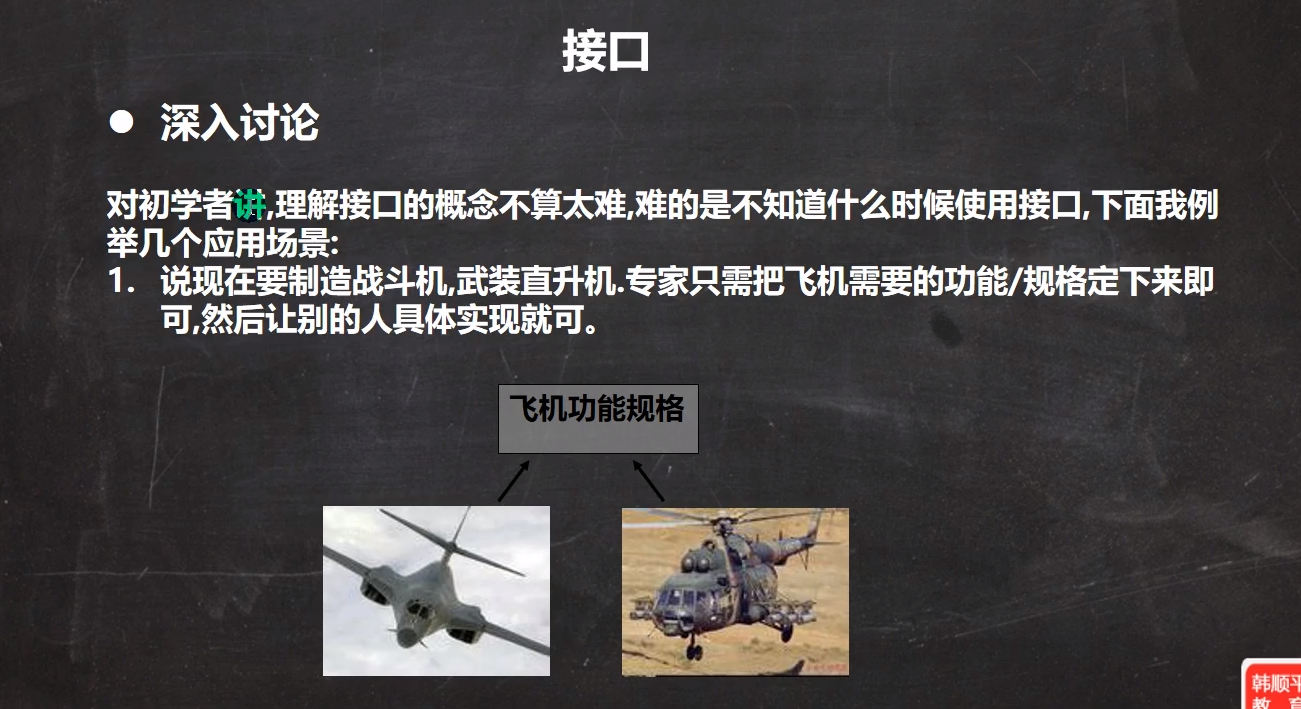 接口
● 深入讨论
对初学者讲,理解接口的概念不算太难,难的是不知道什么时候使用接口,下面我例
举几个应用场景:
1. 说现在要制造战斗机,武装直升机.专家只需把飞机需要的功能/规格定下来即
可,然后让别的人具体实现就可。
飞机功能规格
韩顺平
教 育